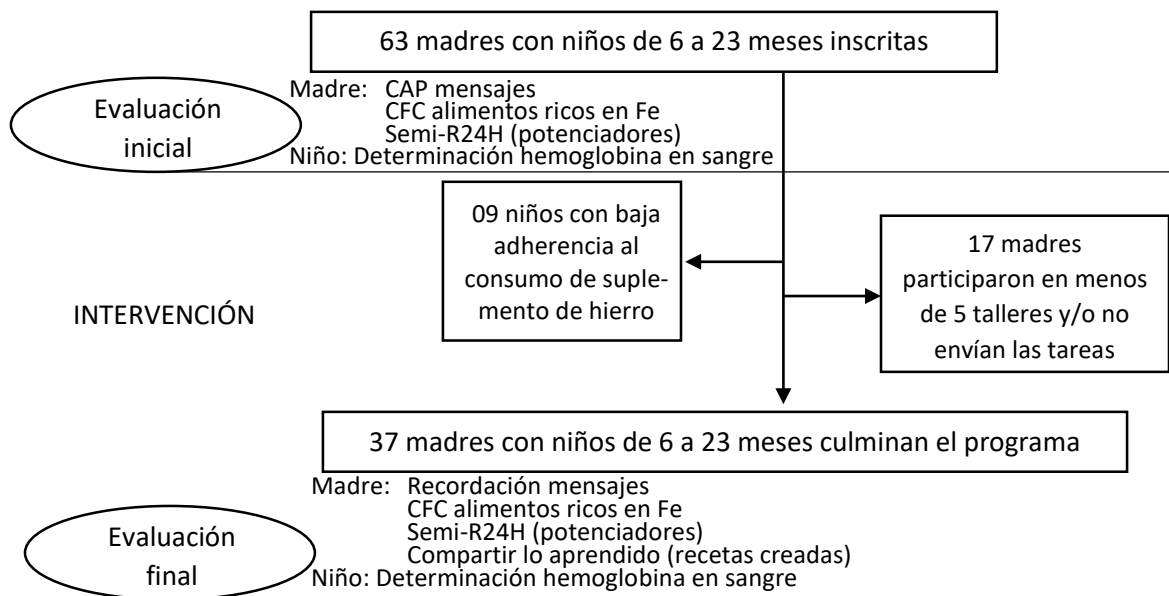 63 madres con niños de 6 a 23 meses inscritas
Evaluación
inicial
Madre: CAP mensajes
CFC alimentos ricos en Fe
Semi-R24H (potenciadores)
Niño: Determinación hemoglobina en sangre
09 niños con baja
adherencia al
consumo de suple-
mento de hierro
17 madres
participaron en menos
de 5 talleres y/o no
envían las tareas
INTERVENCIÓN
37 madres con niños de 6 a 23 meses culminan el programa
Evaluación
final
Madre: Recordación mensajes
CFC alimentos ricos en Fe
Semi-R24H (potenciadores)
Compartir lo aprendido (recetas creadas)
Niño: Determinación hemoglobina en sangre